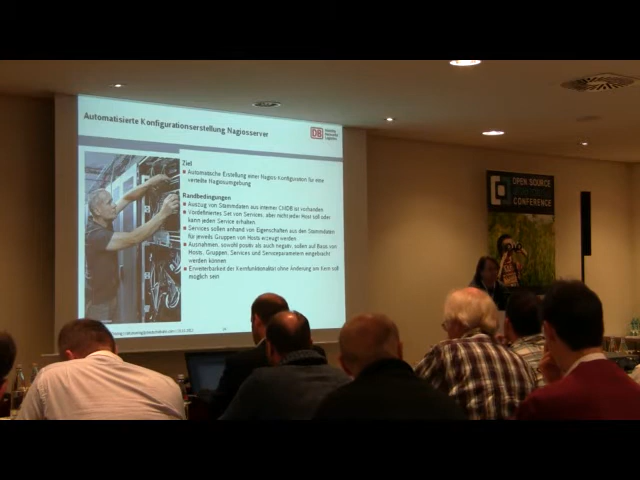 Automatisierte Konfigurationserstellung Nagiosserver
DB
Ziel
Automatische Erstellung einer Nagios-Konfiguration für eine
verteilte Nagiosumgebung
Randbedingungen
Auszug von Stammdaten aus interner CMDB ist vorhanden
Vordefiniertes Set von Services, aber nicht jeder Host soll oder
kann jeden Service erhalten.
Services sollen anhand von Eigenschaften aus den Stammdaten
für jeweils Gruppen von Hosts erzeugt werden.
Ausnahmen, sowohl positiv als auch negativ, sollen auf Basis von
Hosts, Gruppen, Services und Serviceparametern eingebracht
werden können
Erweiterbarkeit der Kernfunktionalität ohne Änderung am Kern soll
möglich sein
OPEN SOURCE
CONFERENCE